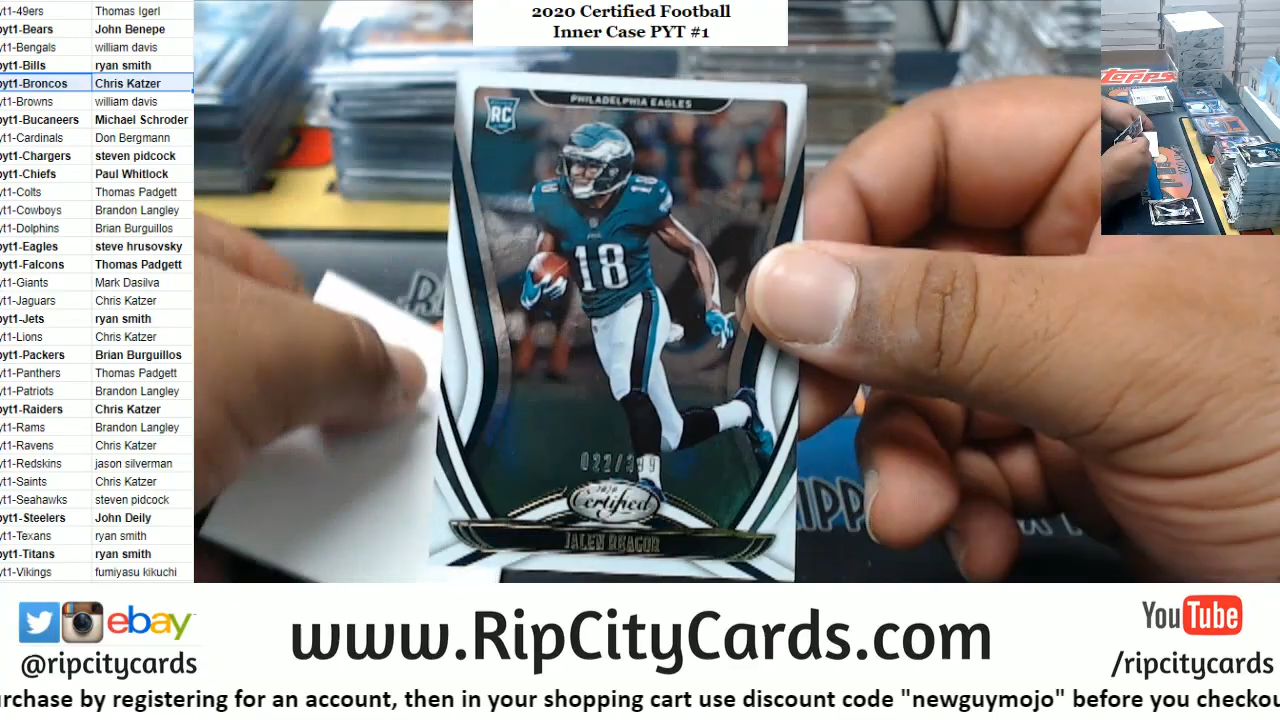 yt1-49ers Thomas Igerl
pyt1-Bears John Benepe
yt1-Bengals william davis
pyt1-Bills ryan smith
pyt1-Broncos Chris Katzer
yt1-Browns william davis
pyt1-Bucaneers Michael Schroder
yt1-Cardinals Don Bergmann
pyt1-Chargers steven pidcock
pyt1-Chiefs Paul Whitlock
yt1-Colts Thomas Padgett
yt1-Cowboys Brandon Langley
yt1-Dolphins Brian Burguillos
pyt1-Eagles steve hrusovsky
pyt1-Falcons Thomas Padgett
yt1-Giants Mark Dasilva
yt1-Jaguars Chris Katzer
pyt1-Jets ryan smith
yt1-Lions Chris Katzer
pyt1-Packers Brian Burguillos
yt1-Panthers Thomas Padgett
yt1-Patriots Brandon Langley
pyt1-Raiders Chris Katzer
yt1-Rams Brandon Langley
yt1-Ravens Chris Katzer
yt1-Redskins jason silverman
yt1-Saints Chris Katzer
yt1-Seahawks steven pidcock
pyt1-Steelers John Deily
yt1-Texans ryan smith
pyt1-Titans ryan smith
yt1-Vikings fumiyasu kikuchi
2020 Certified Football
Inner Case PYT #1
PHILADELPHIA EAGLES
RC
18
18
18
022/399
2020
Certified
JALEN REAGOR
topps
ebay
@ripcitycards
www.RipCityCards.com
YouTube
/ripcitycards
urchase by registering for an account, then in your shopping cart use discount code "newguymojo" before you checkou